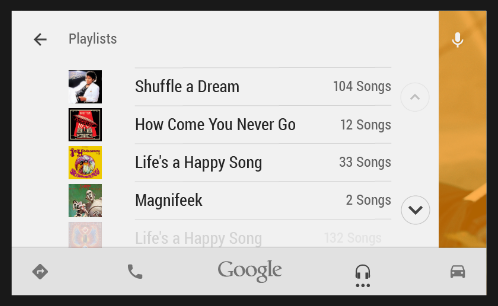 Playlists
Shuffle a Dream 104 Songs
How Come You Never Go 12 Songs
Life's a Happy Song 33 Songs
Magnifeek 2 Songs
Life's a Happy Song 132 Songs
Google